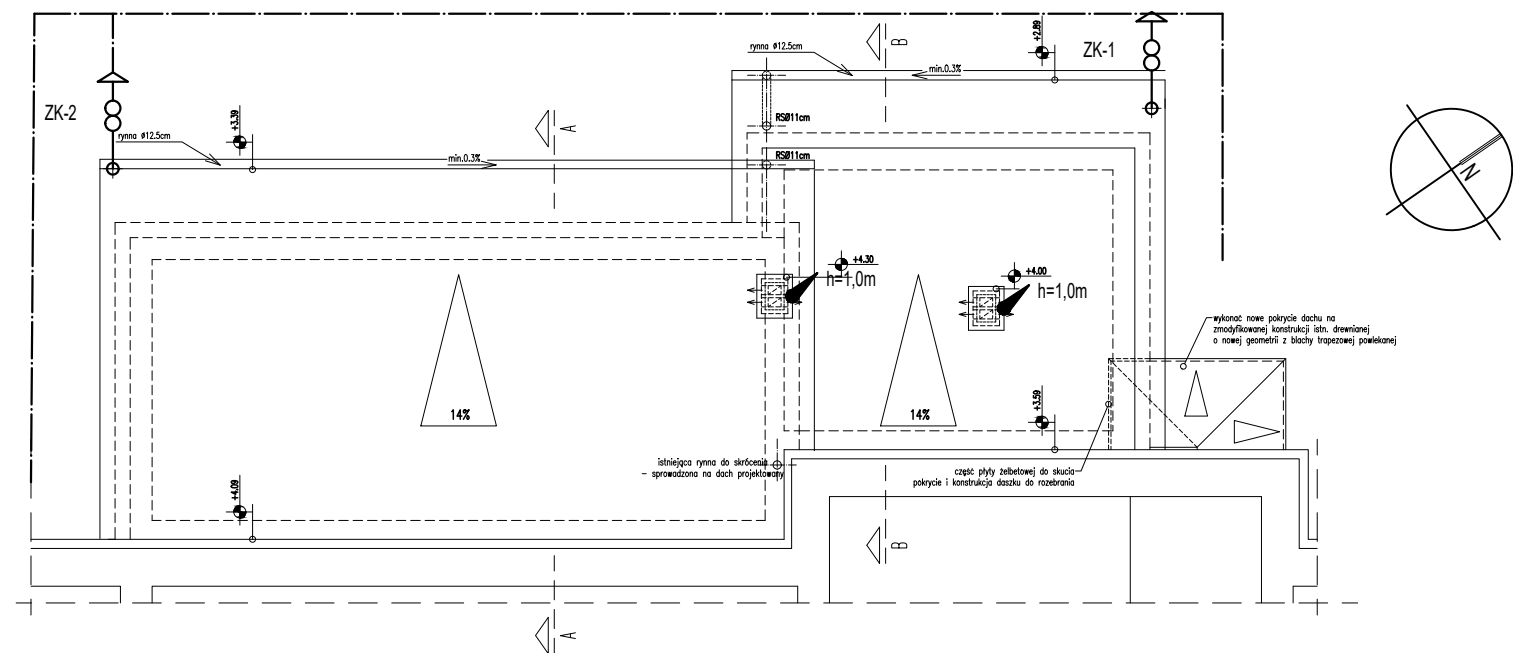 +2.89
ZK-1
rynna ø12.5cm
B
min.0.3%
ZK-2
+3.39
A
RSØ11cm
rynna ø12.5cm
min.0.3%
RSØ11cm
N
+4.30
h=1,0m
+4.00
h=1,0m
wykonać nowe pokrycie dachu na
zmodyfikowanej konstrukcji istn. drewnianej
o nowej geometrii z blachy trapezowej powlekanej
14%
14%
+3.59
istniejąca rynna do skrócenia
– sprowadzona na dach projektowany
część płyty żelbetowej do skucia
pokrycie i konstrukcja daszku do rozebrania
+4.09
B
A